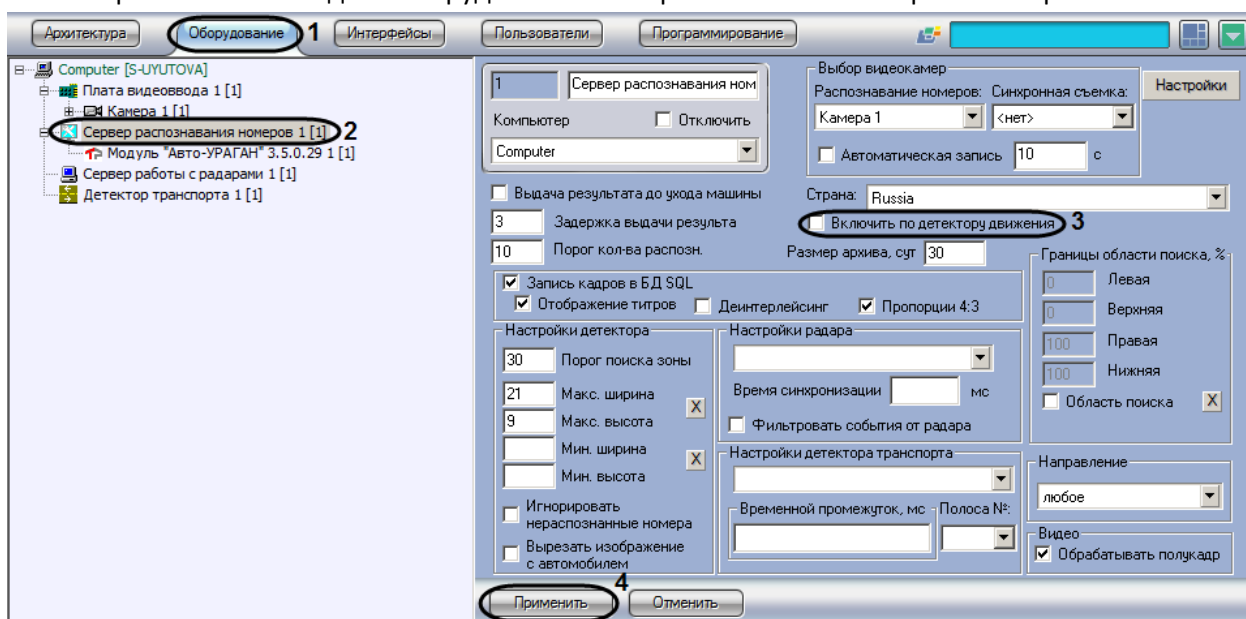 Архитектура Оборудование 1 Интерфейсы Пользователи Программирование
Computer [S-UYUTOVA]
Плата видеоввода 1 [1]
Камера 1 [1]
Сервер распознавания номеров 1 [1] 2
Модуль "Авто-УРАГАН" 3.5.0.29 1 [1]
Сервер работы с радарами 1 [1]
Детектор транспорта 1 [1]
1 Сервер распознавания ном
Компьютер Отключить
Computer
Выбор видеокамер
Распознавание номеров: Синхронная съемка:
Камера 1 <нет>
Автоматическая запись 10 с
Настройки
Выдача результата до ухода машины
Страна: Russia
3 Задержка выдачи результа
Включить по детектору движения 3
10 Порог кол-ва распозн.
Размер архива, сут 30
Запись кадров в БД SQL
Отображение титров Деинтерлейсинг Пропорции 4:3
Границы области поиска, %
0 Левая
0 Верхняя
100 Правая
100 Нижняя
Область поиска X
Настройки детектора
30 Порог поиска зоны
21 Макс. ширина
X
9 Макс. высота
Мин. ширина
X
Мин. высота
Игнорировать
нераспознанные номера
Вырезать изображение
с автомобилем
Настройки радара
Время синхронизации мс
Фильтровать события от радара
Настройки детектора транспорта
Временной промежуток, мс Полоса №:
Направление
любое
Видео
Обрабатывать полукадр
4
Применить Отменить